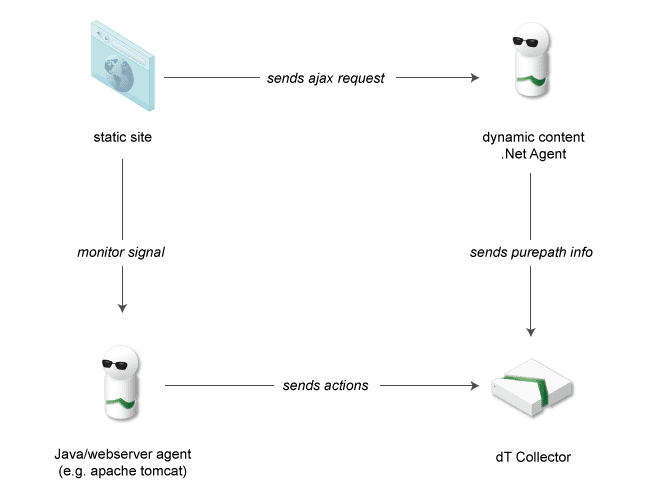 sends ajax request
static site
dynamic content
.Net Agent
monitor signal
sends purepath info
sends actions
Java/webserver agent
(e.g. apache tomcat)
dT Collector